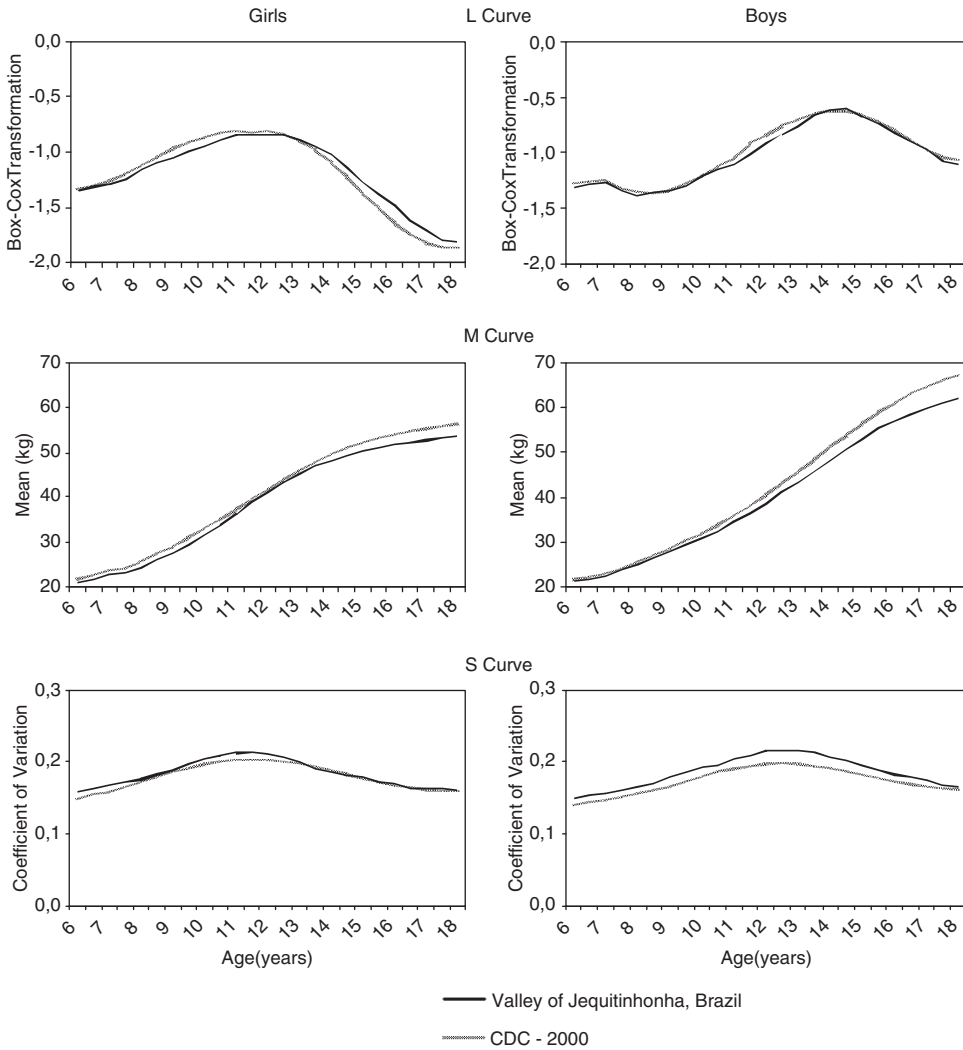 Girls L Curve Boys
Box-CoxTransformation
0,0
-0,5
-1,0
-1,5
-2,0
6 7 8 9 10 11 12 13 14 15 16 17 18
Box-CoxTransformation
0,0
-0,5
-1,0
-1,5
-2,0
6 7 8 9 10 11 12 13 14 15 16 17 18
M Curve
Mean (kg)
70
60
50
40
30
20
6 7 8 9 10 11 12 13 14 15 16 17 18
Mean (kg)
70
60
50
40
30
20
6 7 8 9 10 11 12 13 14 15 16 17 18
S Curve
Coefficient of Variation
0,3
0,2
0,1
0,0
6 7 8 9 10 11 12 13 14 15 16 17 18
Age(years)
Coefficient of Variation
0,3
0,2
0,1
0,0
6 7 8 9 10 11 12 13 14 15 16 17 18
Age(years)
Valley of Jequitinhonha, Brazil
CDC - 2000